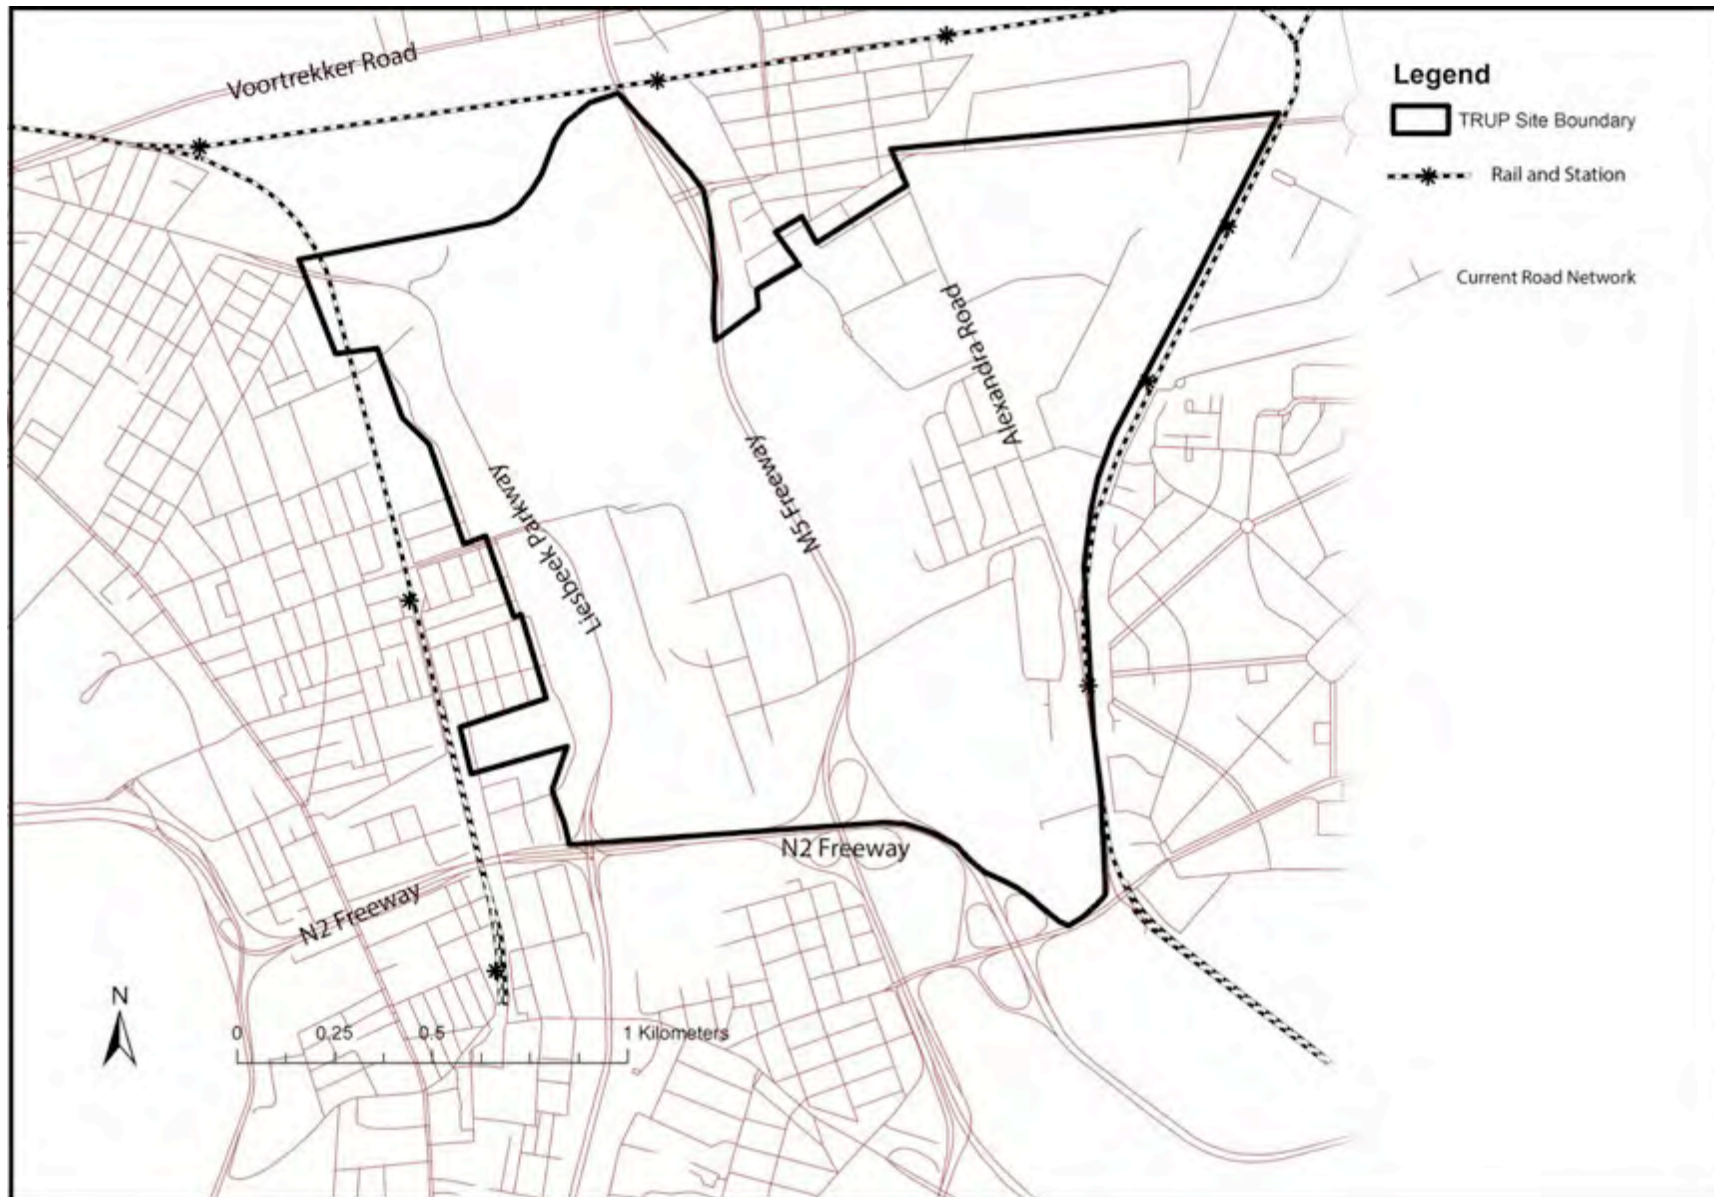 Voortrekker Road
Legend
TRUP Site Boundary
Rail and Station
Current Road Network
Alexandra Road
M5 Freeway
Liesbeek Parkway
N2 Freeway
N2 Freeway
N
0 0.25 0.5 1 Kilometers